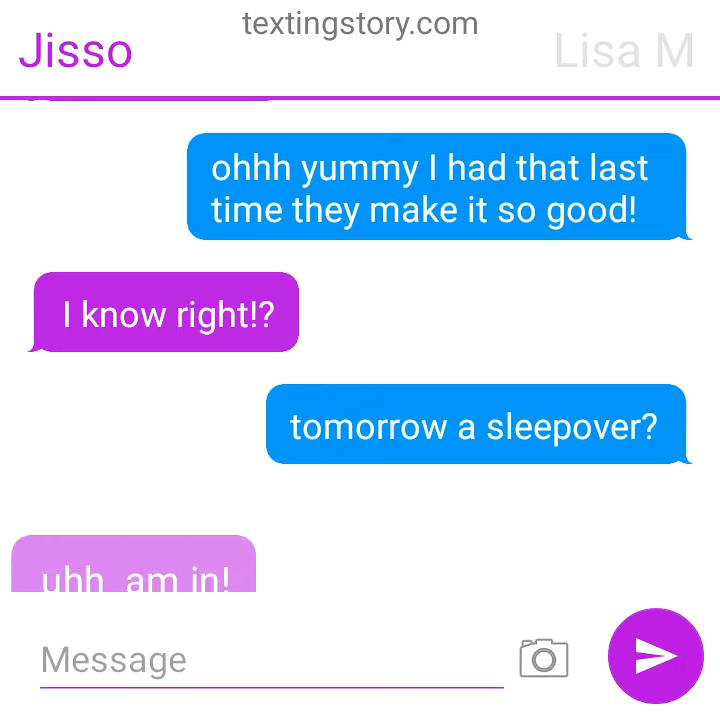 textingstory.com
Jisso
Lisa M
ohhh yummy I had that last
time they make it so good!
I know right!?
tomorrow a sleepover?
uhh am in!
Message